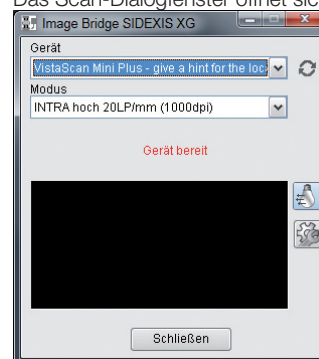 Das Scan-Dialogfenster öffnet sic
Image Bridge SIDEXIS XG
Gerät
VistaScan Mini Plus - give a hint for the loc
Modus
INTRA hoch 20LP/mm (1000dpi)
Gerät bereit
Schließen